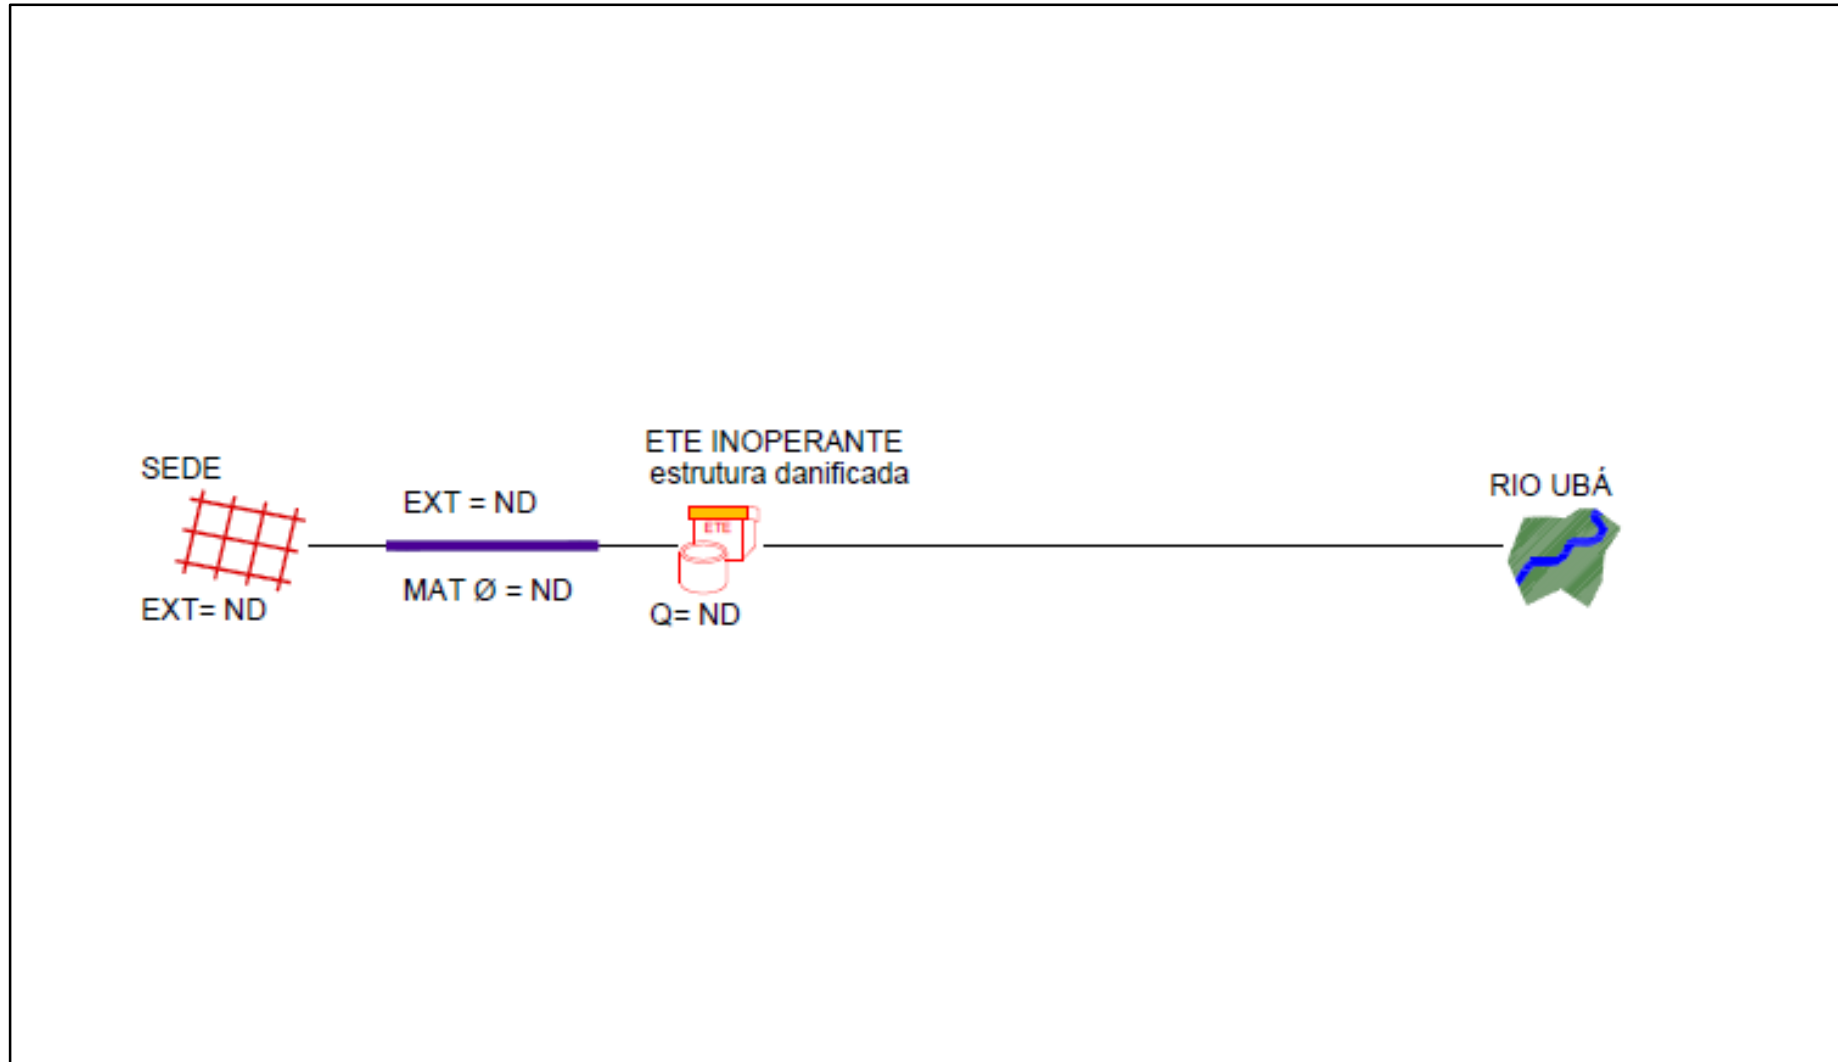 SEDE
EXT= ND
EXT = ND
MAT Ø = ND
ETE INOPERANTE
estrutura danificada
ETE
Q= ND
RIO UBÁ